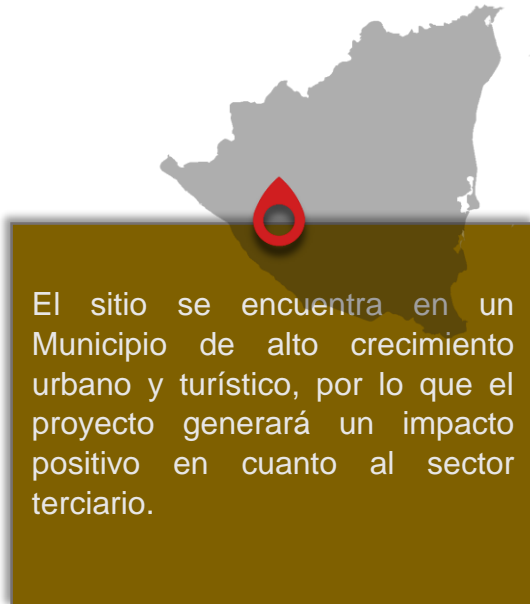 El sitio se encuentra en un
Municipio de alto crecimiento
urbano y turístico, por lo que el
proyecto generará un impacto
positivo en cuanto al sector
terciario.